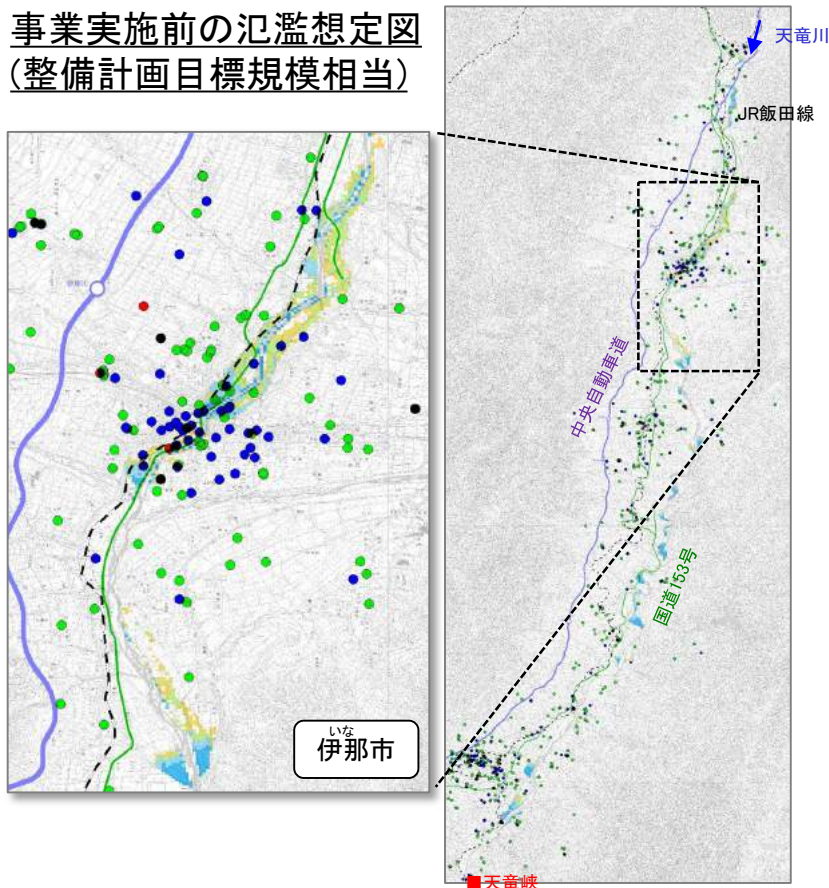 事業実施前の氾濫想定図
(整備計画目標規模相当)
天竜川
JR飯田線
中央自動車道
国道153号
いな
伊那市
■天竜峡